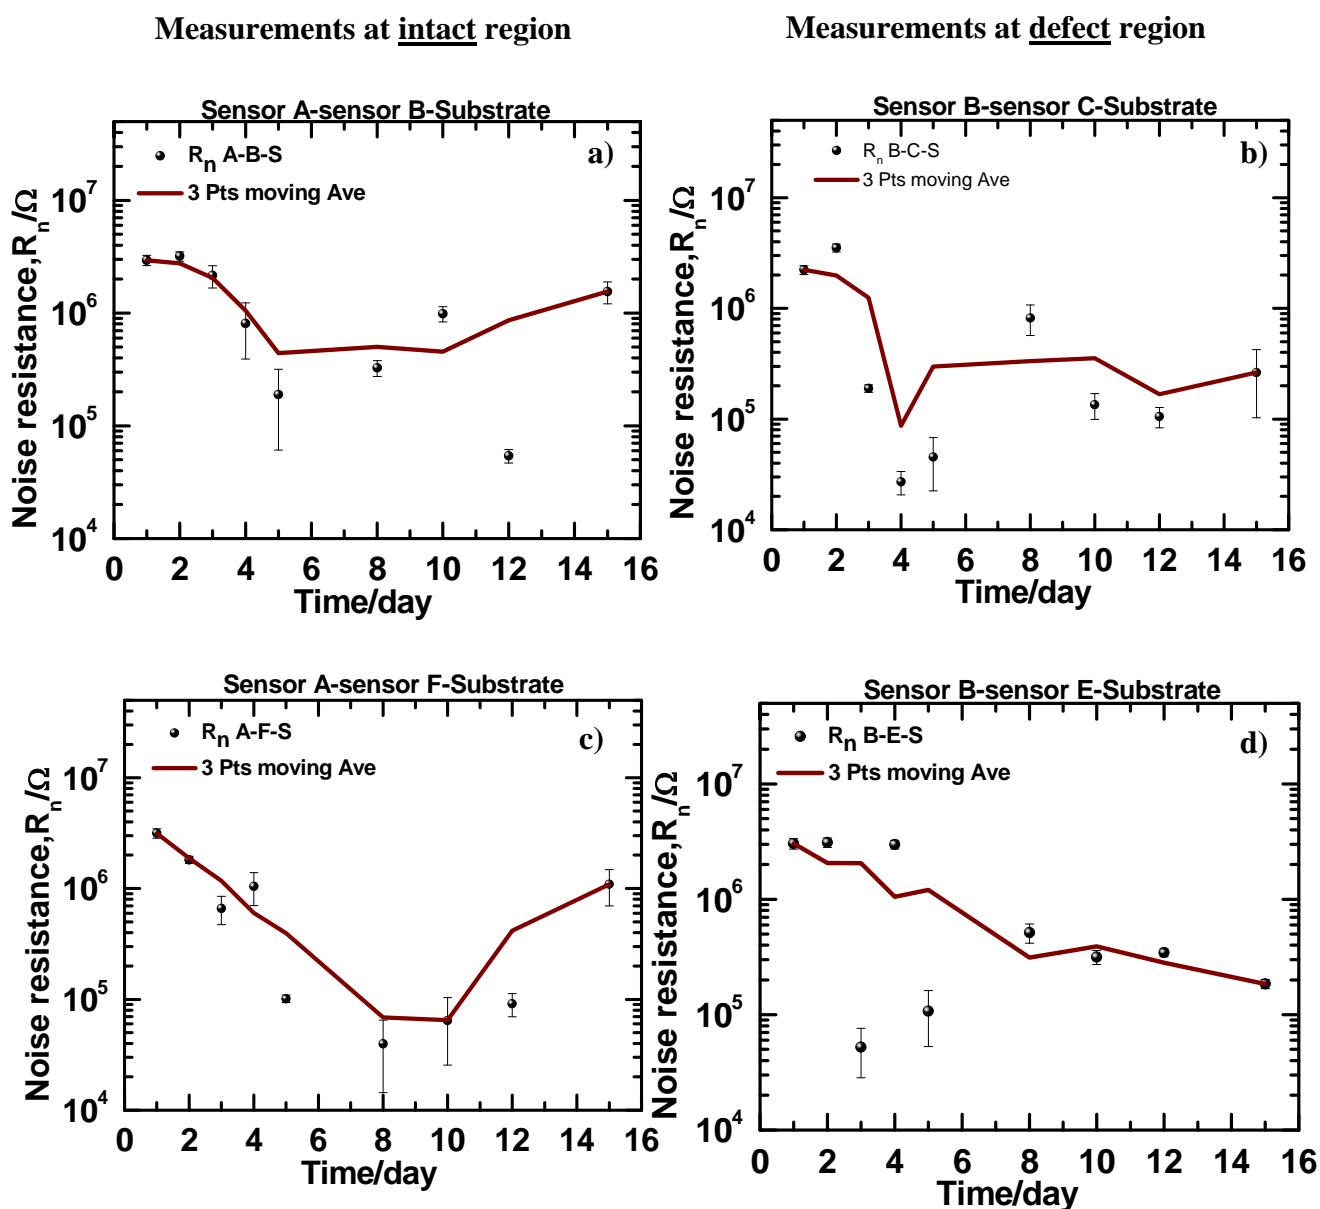 Measurements at intact region
Measurements at defect region
Sensor A-sensor B-Substrate
a)
Rn A-B-S
3 Pts moving Ave
Noise resistance,Rn/Ω
10^7
10^6
10^5
10^4
0 2 4 6 8 10 12 14 16
Time/day
Sensor B-sensor C-Substrate
b)
Rn B-C-S
3 Pts moving Ave
Noise resistance,Rn/Ω
10^7
10^6
10^5
10^4
0 2 4 6 8 10 12 14 16
Time/day
Sensor A-sensor F-Substrate
c)
Rn A-F-S
3 Pts moving Ave
Noise resistance,Rn/Ω
10^7
10^6
10^5
10^4
0 2 4 6 8 10 12 14 16
Time/day
Sensor B-sensor E-Substrate
d)
Rn B-E-S
3 Pts moving Ave
Noise resistance,Rn/Ω
10^7
10^6
10^5
10^4
0 2 4 6 8 10 12 14 16
Time/day